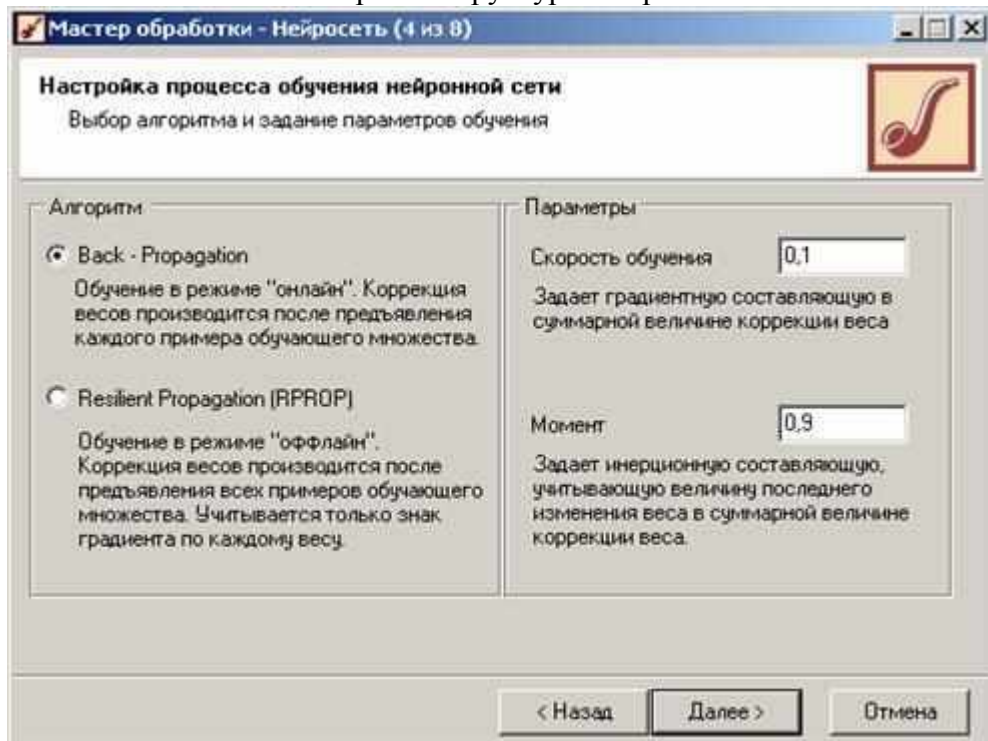 Мастер обработки - Нейросеть (4 из 8)
Настройка процесса обучения нейронной сети
Выбор алгоритма и задание параметров обучения
Алгоритм
Back - Propagation
Обучение в режиме "онлайн". Коррекция
весов производится после предъявления
каждого примера обучающего множества.
Resilient Propagation (RPROP)
Обучение в режиме "оффлайн".
Коррекция весов производится после
предъявления всех примеров обучающего
множества. Учитывается только знак
градиента по каждому весу.
Параметры
Скорость обучения 0,1
Задает градиентную составляющую в
суммарной величине коррекции веса
Момент 0,9
Задает инерционную составляющую,
учитывающую величину последнего
изменения веса в суммарной величине
коррекции веса.
< Назад Далее > Отмена